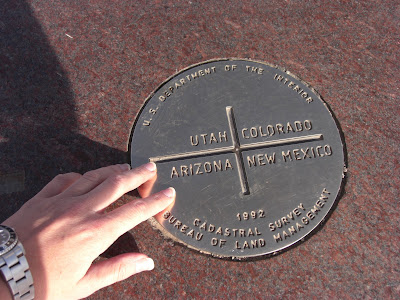 U.S. DEPARTMENT OF THE INTERIOR
UTAH COLORADO
ARIZONA NEW MEXICO
1992
CADASTRAL SURVEY
BUREAU OF LAND MANAGEMENT